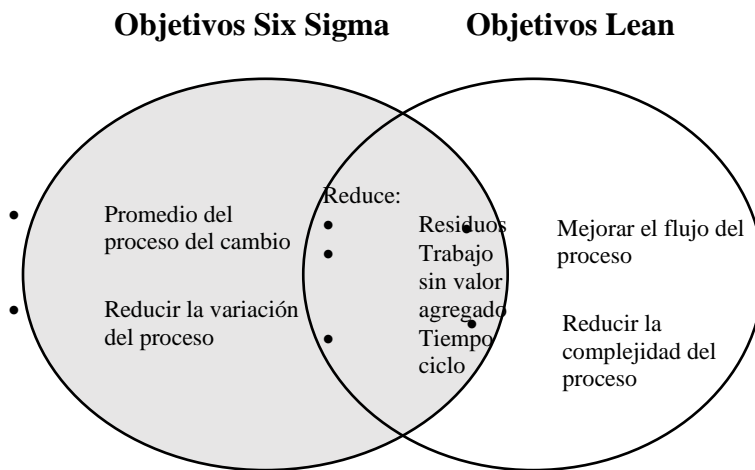 Objetivos Six Sigma
Objetivos Lean
• Promedio del
proceso del cambio
• Reducir la variación
del proceso
Reduce:
• Residuos
• Trabajo
sin valor
agregado
• Tiempo
ciclo
• Mejorar el flujo del
proceso
• Reducir la
complejidad del
proceso